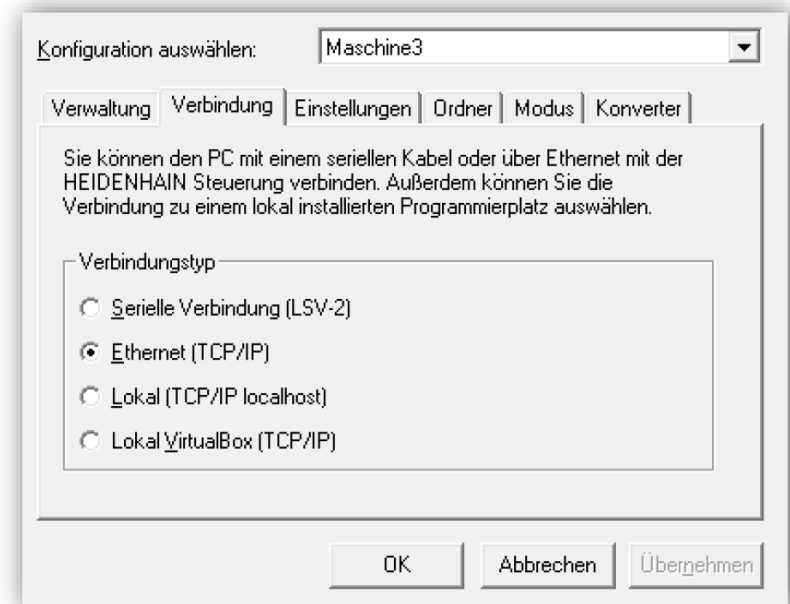 Konfiguration auswählen: Maschine3
Verwaltung Verbindung Einstellungen Ordner Modus Konverter
Sie können den PC mit einem seriellen Kabel oder über Ethernet mit der
HEIDENHAIN Steuerung verbinden. Außerdem können Sie die
Verbindung zu einem lokal installierten Programmierplatz auswählen.
Verbindungstyp
Serielle Verbindung (LSV-2)
Ethernet (TCP/IP)
Lokal (TCP/IP localhost)
Lokal VirtualBox (TCP/IP)
OK Abbrechen Übernehmen